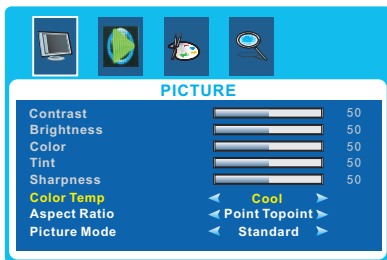 PICTURE
Contrast 50
Brightness 50
Color 50
Tint 50
Sharpness 50
Color Temp Cool
Aspect Ratio Point Topoint
Picture Mode Standard